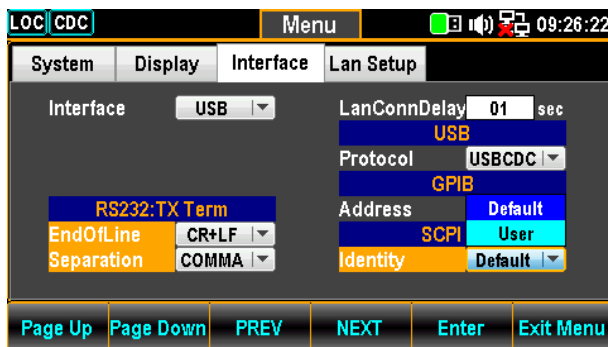 LOC CDC Menu 09:26:22
System Display Interface Lan Setup
Interface USB LanConnDelay 01 sec
USB
Protocol USBCDC
GPIB
RS232:TX Term Address Default
EndOfLine CR+LF SCPI User
Separation COMMA Identity Default
Page Up Page Down PREV NEXT Enter Exit Menu